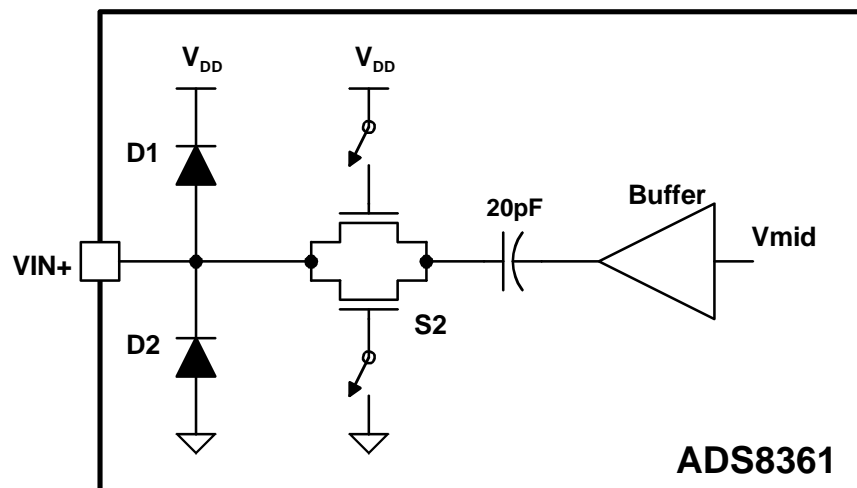 V_DD
V_DD
D1
20pF
Buffer
Vmid
VIN+
S2
D2
ADS8361